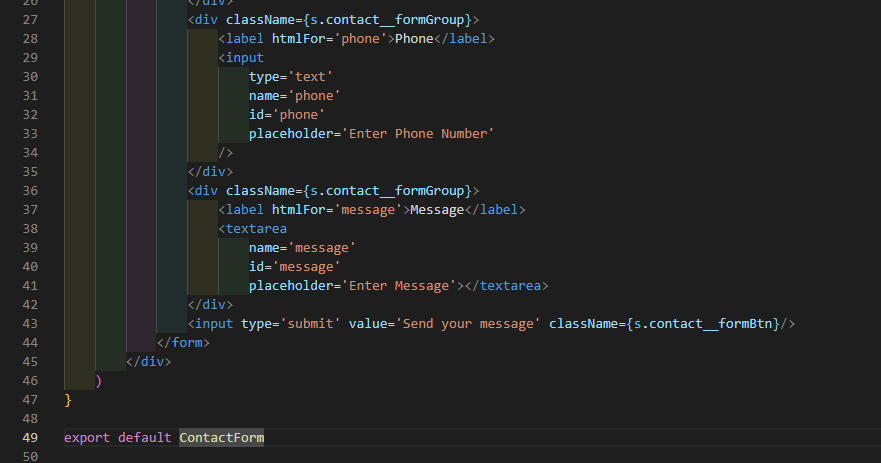 26 </div>
27 <div className={s.contact__formGroup}>
28 <label htmlFor='phone'>Phone</label>
29 <input
30 type='text'
31 name='phone'
32 id='phone'
33 placeholder='Enter Phone Number'
34 />
35 </div>
36 <div className={s.contact__formGroup}>
37 <label htmlFor='message'>Message</label>
38 <textarea
39 name='message'
40 id='message'
41 placeholder='Enter Message'></textarea>
42 </div>
43 <input type='submit' value='Send your message' className={s.contact__formBtn}/>
44 </form>
45 </div>
46 )
47 }
48
49 export default ContactForm
50